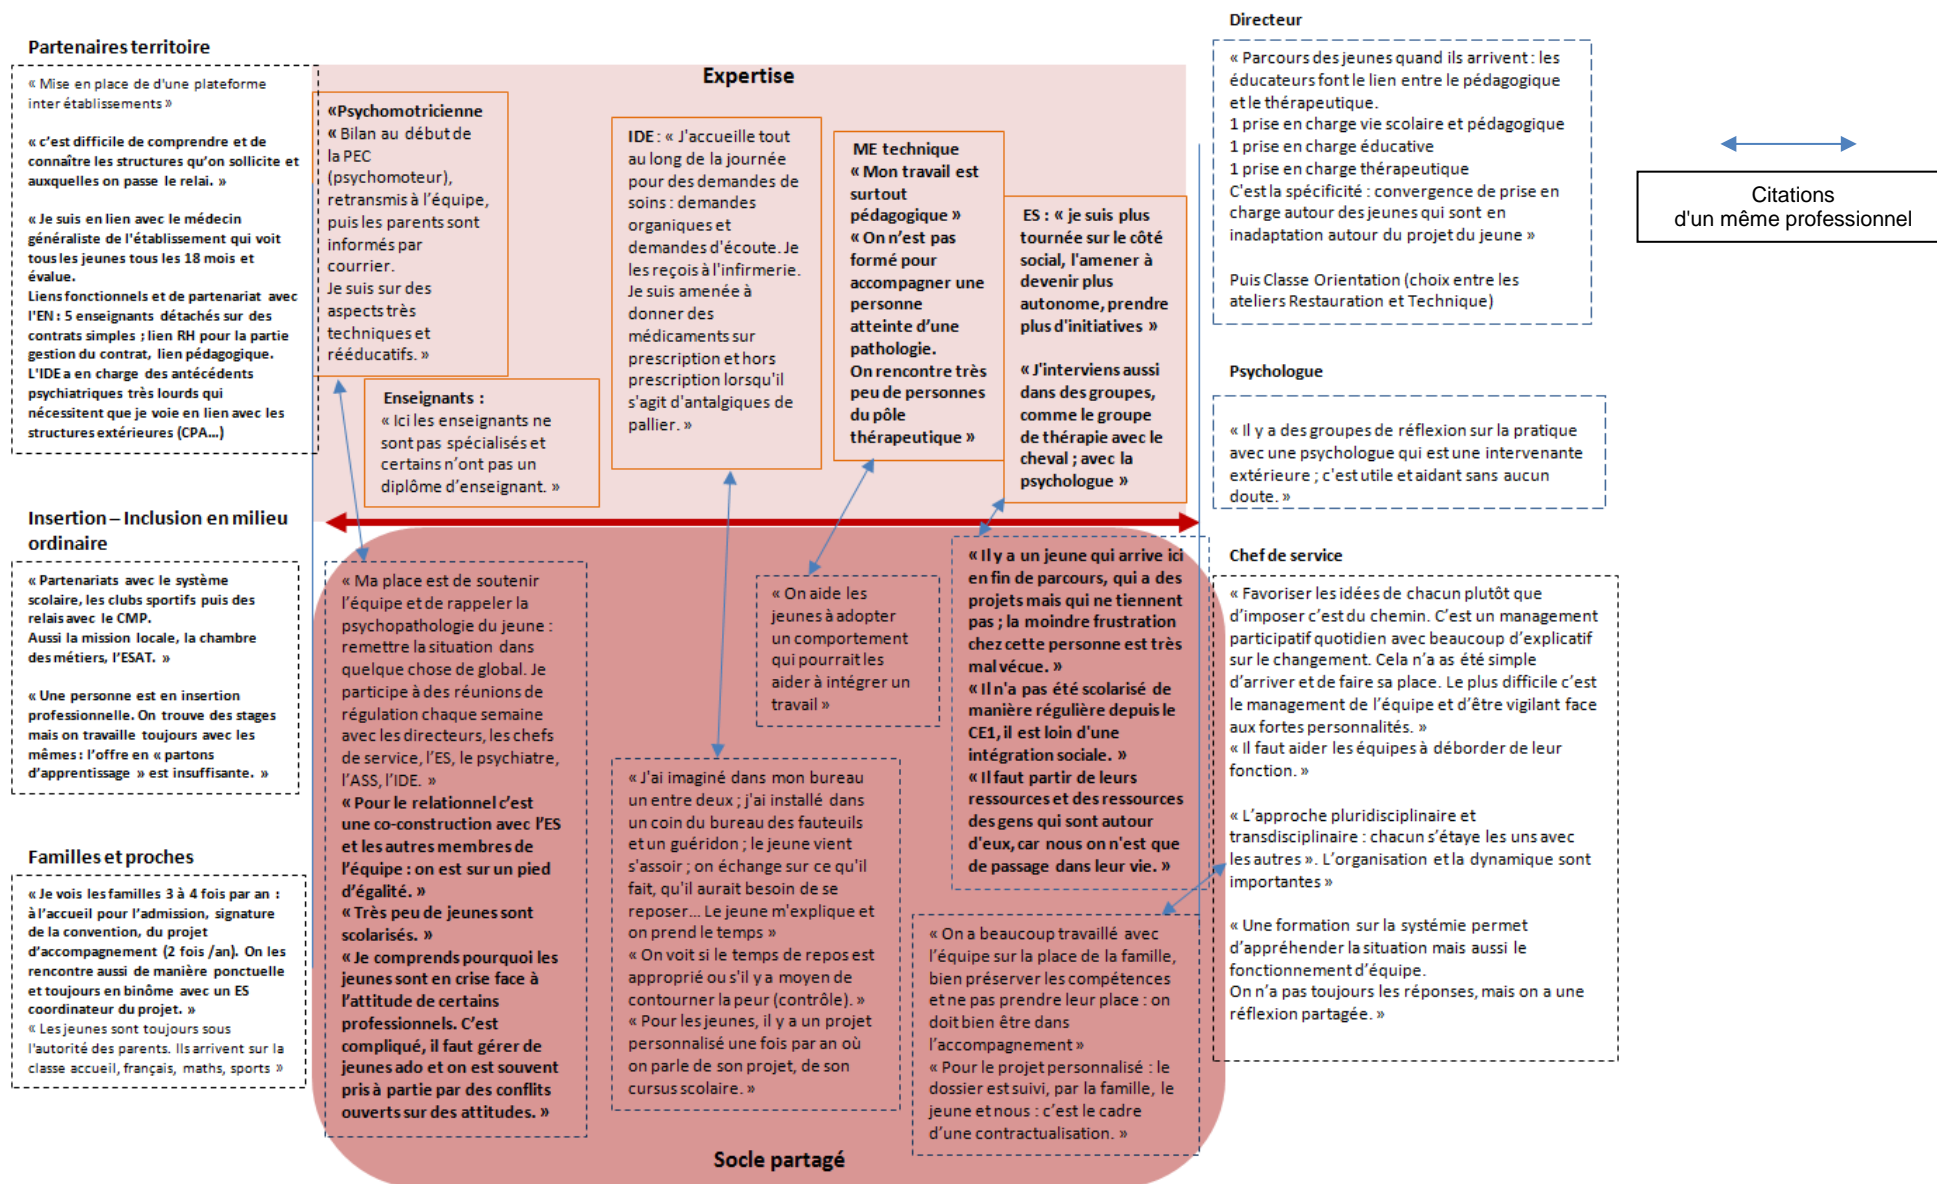 Partenaires territoire
« Mise en place de d'une plateforme
inter établissements »
« c'est difficile de comprendre et de
connaître les structures qu'on sollicite et
auxquelles on passe le relai. »
« Je suis en lien avec le médecin
généraliste de l'établissement qui voit
tous les jeunes tous les 18 mois et
évalue.
Liens fonctionnels et de partenariat avec
l'EN : 5 enseignants détachés sur des
contrats simples ; lien RH pour la partie
gestion du contrat, lien pédagogique.
L'IDE a en charge des antécédents
psychiatriques très lourds qui
nécessitent que je voie en lien avec les
structures extérieures (CPA...)
Insertion – Inclusion en milieu
ordinaire
« Partenariats avec le système
scolaire, les clubs sportifs puis des
relais avec le CMP.
Aussi la mission locale, la chambre
des métiers, l'ESAT. »
« Une personne est en insertion
professionnelle. On trouve des stages
mais on travaille toujours avec les
mêmes : l'offre en « partons
d'apprentissage » est insuffisante. »
Familles et proches
« Je vois les familles 3 à 4 fois par an :
à l'accueil pour l'admission, signature
de la convention, du projet
d'accompagnement (2 fois /an). On les
rencontre aussi de manière ponctuelle
et toujours en binôme avec un ES
coordinateur du projet. »
« Les jeunes sont toujours sous
l'autorité des parents. Ils arrivent sur la
classe accueil, français, maths, sports »
Expertise
«Psychomotricienne
« Bilan au début de
la PEC
(psychomoteur),
retransmis à l'équipe,
puis les parents sont
informés par
courrier.
Je suis sur des
aspects très
techniques et
rééducatifs. »
Enseignants :
« Ici les enseignants ne
sont pas spécialisés et
certains n'ont pas un
diplôme d'enseignant. »
IDE : « J'accueille tout
au long de la journée
pour des demandes de
soins : demandes
organiques et
demandes d'écoute. Je
les reçois à l'infirmerie.
Je suis amenée à
donner des
médicaments sur
prescription et hors
prescription lorsqu'il
s'agit d'antalgiques de
pallier. »
ME technique
« Mon travail est
surtout
pédagogique »
« On n'est pas
formé pour
accompagner une
personne
atteinte d'une
pathologie.
On rencontre très
peu de personnes
du pôle
thérapeutique »
ES : « je suis plus
tournée sur le côté
social, l'amener à
devenir plus
autonome, prendre
plus d'initiatives »
« J'interviens aussi
dans des groupes,
comme le groupe
de thérapie avec le
cheval ; avec la
psychologue »
« Ma place est de soutenir
l'équipe et de rappeler la
psychopathologie du jeune :
remettre la situation dans
quelque chose de global. Je
participe à des réunions de
régulation chaque semaine
avec les directeurs, les chefs
de service, l'ES, le psychiatre,
l'ASS, l'IDE. »
« Pour le relationnel c'est
une co-construction avec l'ES
et les autres membres de
l'équipe : on est sur un pied
d'égalité. »
« Très peu de jeunes sont
scolarisés. »
« Je comprends pourquoi les
jeunes sont en crise face à
l'attitude de certains
professionnels. C'est
compliqué, il faut gérer de
jeunes ado et on est souvent
pris à partie par des conflits
ouverts sur des attitudes. »
« J'ai imaginé dans mon bureau
un entre deux ; j'ai installé dans
un coin du bureau des fauteuils
et un guéridon ; le jeune vient
s'assoir ; on échange sur ce qu'il
fait, qu'il aurait besoin de se
reposer... Le jeune m'explique et
on prend le temps »
« On voit si le temps de repos est
approprié ou s'il y a moyen de
contourner la peur (contrôle). »
« Pour les jeunes, il y a un projet
personnalisé une fois par an où
on parle de son projet, de son
cursus scolaire. »
« On aide les
jeunes à adopter
un comportement
qui pourrait les
aider à intégrer un
travail »
« Il y a un jeune qui arrive ici
en fin de parcours, qui a des
projets mais qui ne tiennent
pas ; la moindre frustration
chez cette personne est très
mal vécue. »
« Il n'a pas été scolarisé de
manière régulière depuis le
CE1, il est loin d'une
intégration sociale. »
« Il faut partir de leurs
ressources et des ressources
des gens qui sont autour
d'eux, car nous on n'est que
de passage dans leur vie. »
« On a beaucoup travaillé avec
l'équipe sur la place de la famille,
bien préserver les compétences
et ne pas prendre leur place : on
doit bien être dans
l'accompagnement »
« Pour le projet personnalisé : le
dossier est suivi, par la famille, le
jeune et nous : c'est le cadre
d'une contractualisation. »
Socle partagé
Directeur
« Parcours des jeunes quand ils arrivent : les
éducateurs font le lien entre le pédagogique
et le thérapeutique.
1 prise en charge vie scolaire et pédagogique
1 prise en charge éducative
1 prise en charge thérapeutique
C'est la spécificité : convergence de prise en
charge autour des jeunes qui sont en
inadaptation autour du projet du jeune »
Puis Classe Orientation (choix entre les
ateliers Restauration et Technique)
Psychologue
« Il y a des groupes de réflexion sur la pratique
avec une psychologue qui est une intervenante
extérieure ; c'est utile et aidant sans aucun
doute. »
Chef de service
« Favoriser les idées de chacun plutôt que
d'imposer c'est du chemin. C'est un management
participatif quotidien avec beaucoup d'explicatif
sur le changement. Cela n'a as été simple
d'arriver et de faire sa place. Le plus difficile c'est
le management de l'équipe et d'être vigilant face
aux fortes personnalités. »
« Il faut aider les équipes à déborder de leur
fonction. »
« L'approche pluridisciplinaire et
transdisciplinaire : chacun s'étaye les uns avec
les autres ». L'organisation et la dynamique sont
importantes »
« Une formation sur la systémie permet
d'appréhender la situation mais aussi le
fonctionnement d'équipe.
On n'a pas toujours les réponses, mais on a une
réflexion partagée. »
Citations
d'un même professionnel